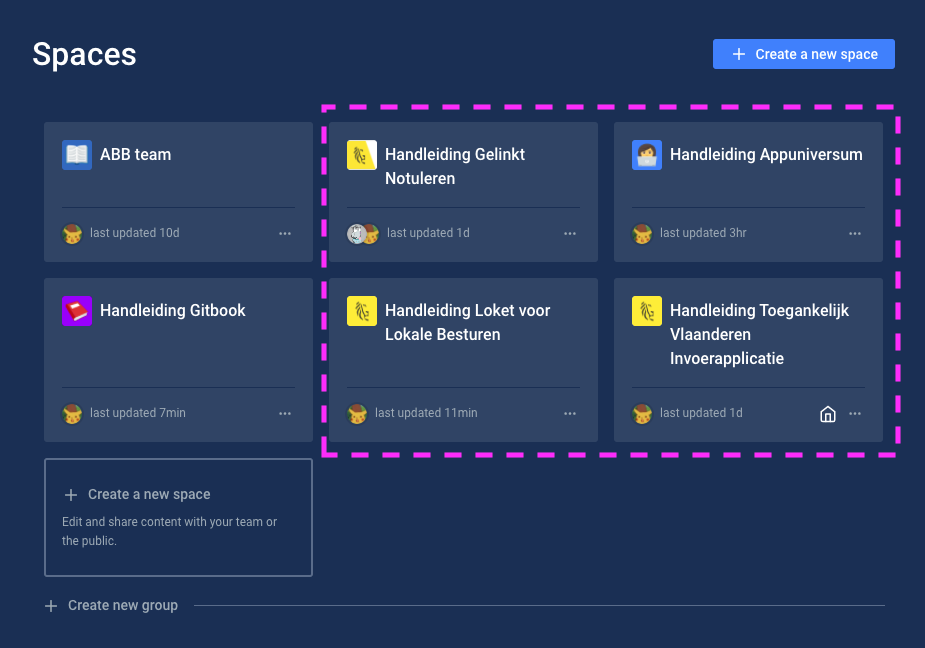 Spaces
Create a new space
ABB team
last updated 10d
Handleiding Gelinkt
Notuleren
last updated 1d
Handleiding Appuniversum
last updated 3hr
Handleiding Gitbook
last updated 7min
Handleiding Loket voor
Lokale Besturen
last updated 11min
Handleiding Toegankelijk
Vlaanderen
Invoerapplicatie
last updated 1d
Create a new space
Edit and share content with your team or
the public.
Create new group